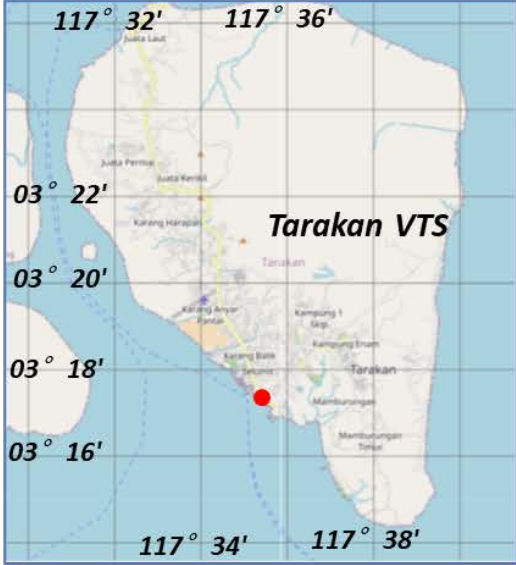 117° 32' 117° 36'
Juata Laut
Juata Permai
Juata Kerikil
03° 22'
Karang Harapan
Tarakan VTS
Tarakan
03° 20'
Karang Anyar
Pantai
Kampung 1
Skip
Kampung Enam
Karang Balik
Selumit
03° 18'
Tarakan
Mamburungan
03° 16'
Mamburungan
Timur
117° 34' 117° 38'